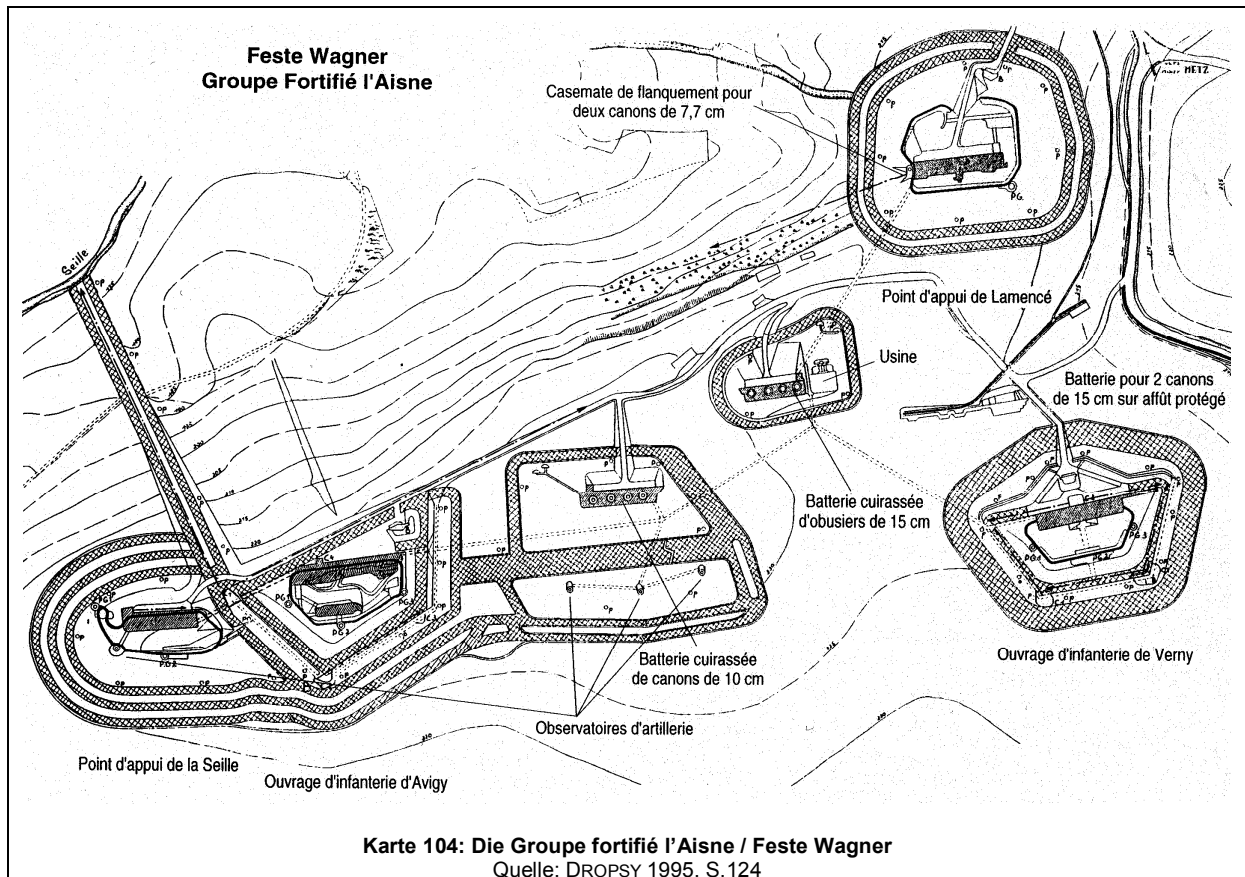 Feste Wagner
Groupe Fortifié l'Aisne
Casemate de flanquement pour
deux canons de 7,7 cm
METZ
Seille
Point d'appui de Lamencé
Usine
Batterie pour 2 canons
de 15 cm sur affût protégé
Batterie cuirassée
d'obusiers de 15 cm
Batterie cuirassée
de canons de 10 cm
Ouvrage d'infanterie de Verny
Observatoires d'artillerie
Point d'appui de la Seille
Ouvrage d'infanterie d'Avigy
Karte 104: Die Groupe fortifié l'Aisne / Feste Wagner
Quelle: DROPSY 1995, S.124